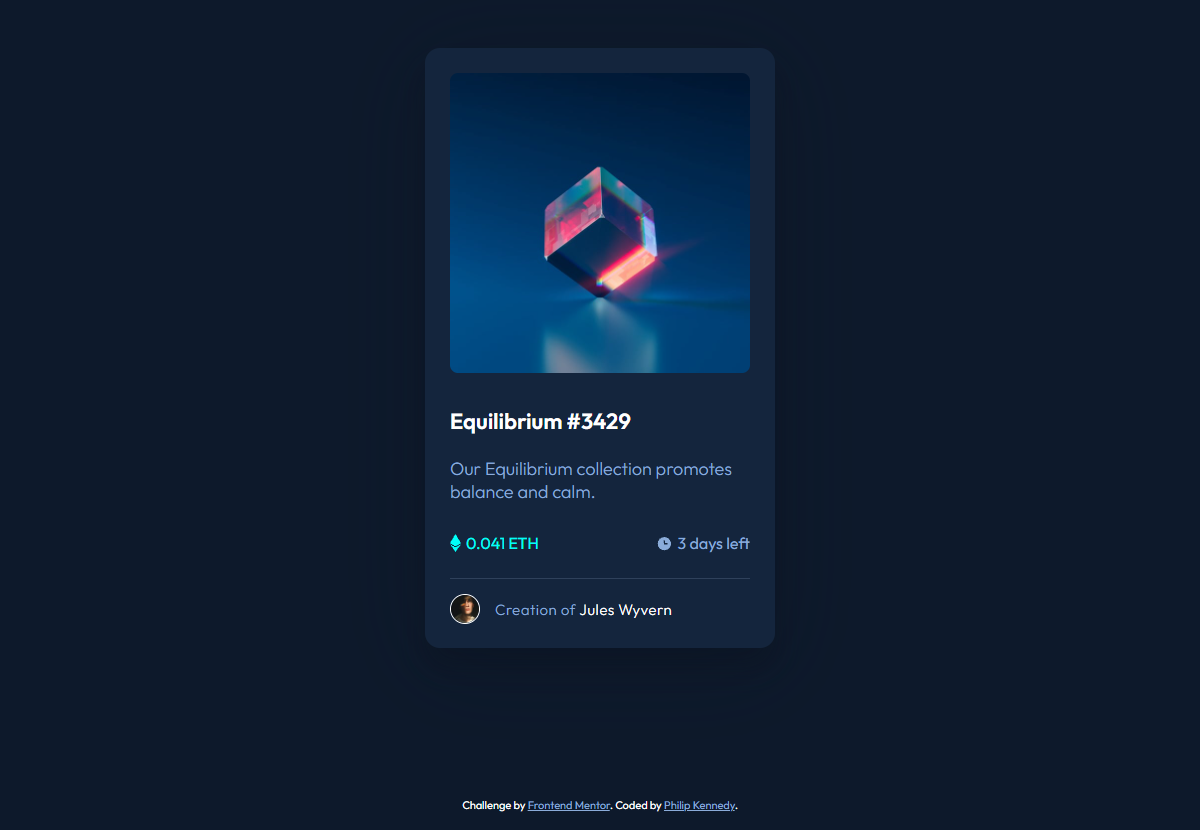 Equilibrium #3429
Our Equilibrium collection promotes
balance and calm.
0.041 ETH
3 days left
Creation of Jules Wyvern
Challenge by Frontend Mentor. Coded by Philip Kennedy.